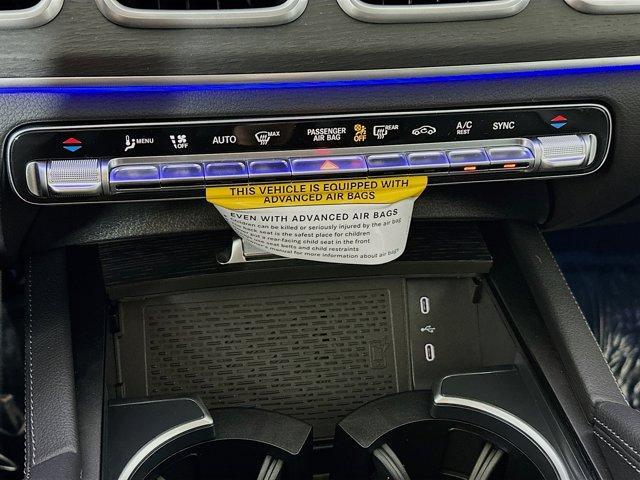 MENU
OFF
AUTO
MAX
PASSENGER
AIR BAG
OFF
REAR
A/C
REST
SYNC
THIS VEHICLE IS EQUIPPED WITH
ADVANCED AIR BAGS
EVEN WITH ADVANCED AIR BAGS
Children can be killed or seriously injured by the air bag
back seat is the safest place for children
put a rear-facing child seat in the front
use seat belts and child restraints
manual for more information about air bags